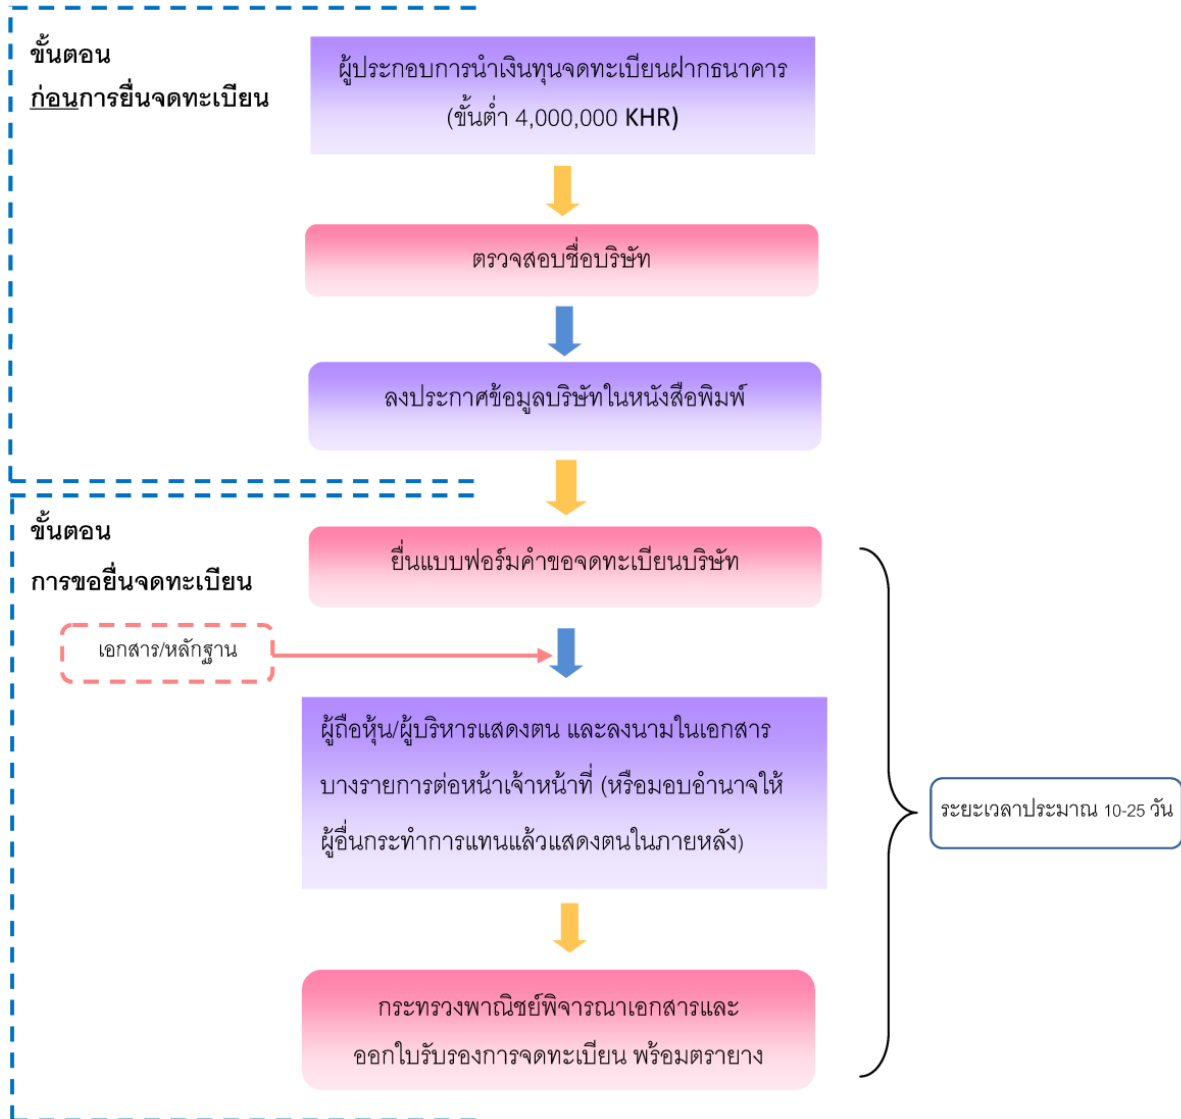 ขั้นตอน
ก่อนการยื่นจดทะเบียน
ผู้ประกอบการนำเงินทุนจดทะเบียนฝากธนาคาร
(ขั้นต่ำ 4,000,000 KHR)
ตรวจสอบชื่อบริษัท
ลงประกาศข้อมูลบริษัทในหนังสือพิมพ์
ขั้นตอน
การขอยื่นจดทะเบียน
ยื่นแบบฟอร์มคำขอจดทะเบียนบริษัท
เอกสาร/หลักฐาน
ผู้ถือหุ้น/ผู้บริหารแสดงตน และลงนามในเอกสาร
บางรายการต่อหน้าเจ้าหน้าที่ (หรือมอบอำนาจให้
ผู้อื่นกระทำการแทนแล้วแสดงตนในภายหลัง)
ระยะเวลาประมาณ 10-25 วัน
กระทรวงพาณิชย์พิจารณาเอกสารและ
ออกใบรับรองการจดทะเบียน พร้อมตรายาง